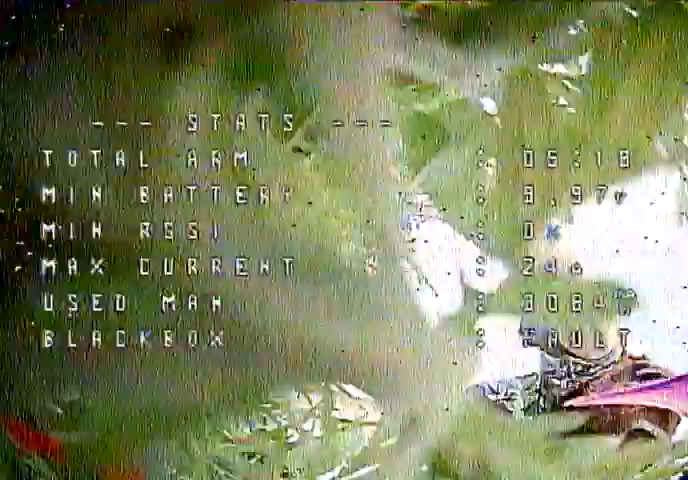 --- STATS ---
TOTAL ARM : 05:18
MIN BATTERY : 3.97V
MIN RSSI : 0%
MAX CURRENT : 24A
USED MAH : 3084
BLACKBOX : FAULT